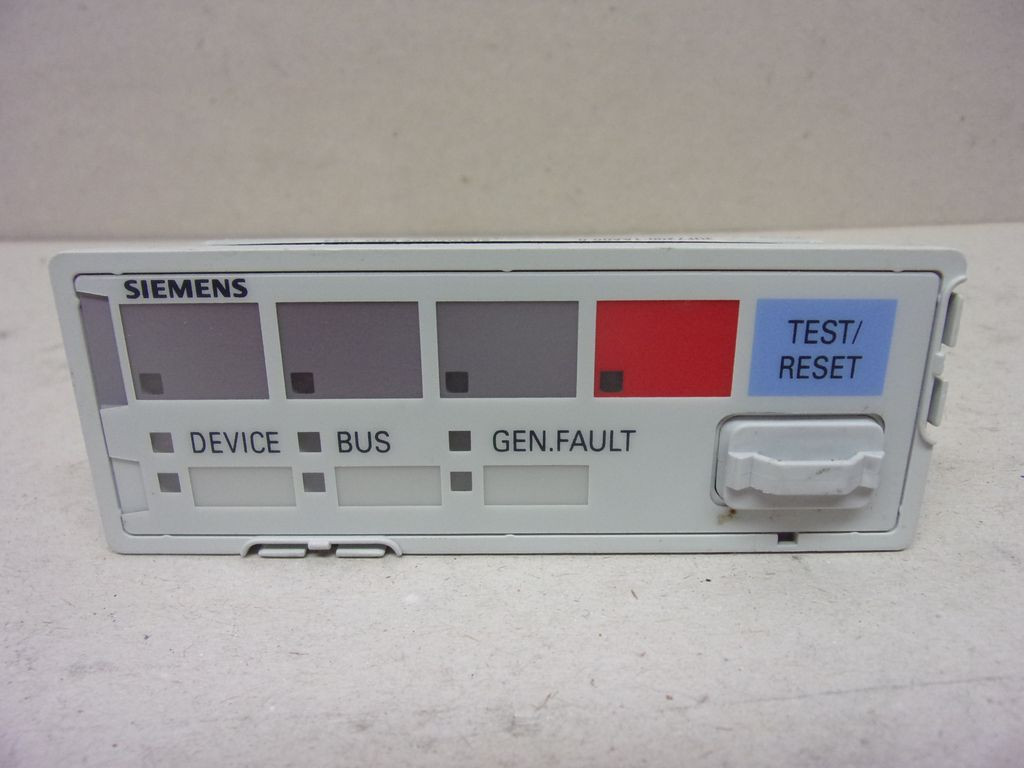 SIEMENS
TEST/
RESET
DEVICE
BUS
GEN.FAULT